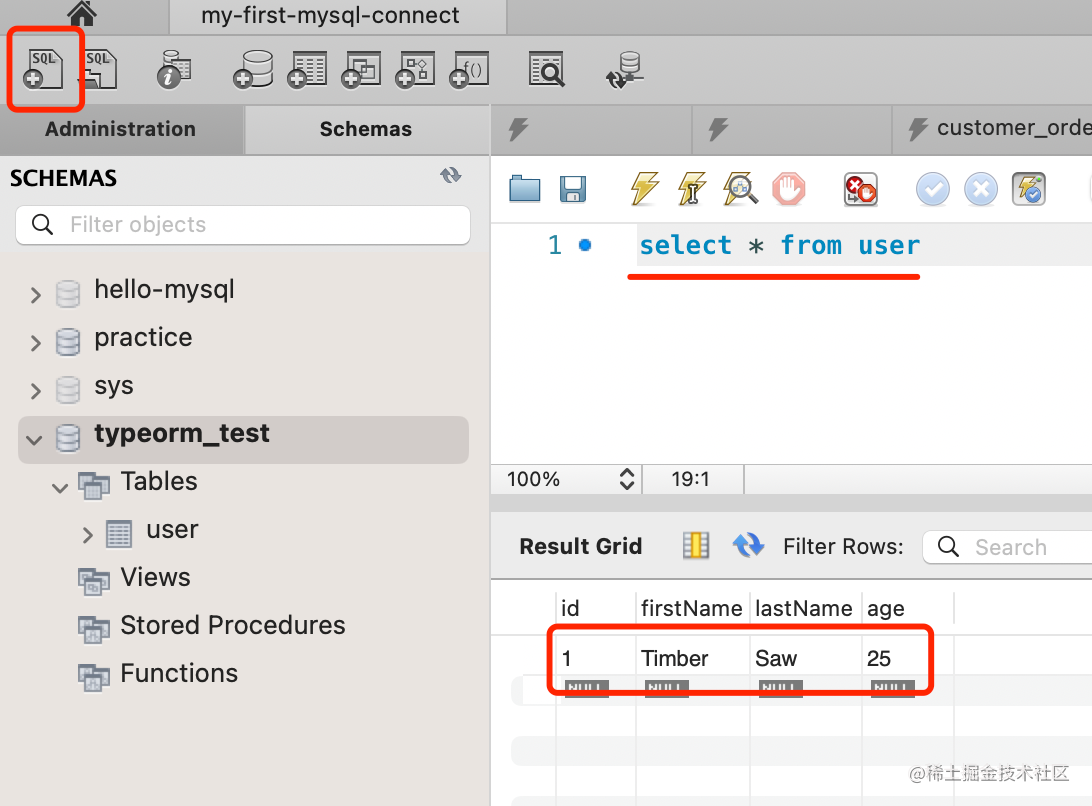 my-first-mysql-connect
SQL
SQL
i
f()
Administration
Schemas
customer_orde
SCHEMAS
Filter objects
1
select * from user
hello-mysql
practice
sys
typeorm_test
Tables
user
Views
Stored Procedures
Functions
100%
19:1
Result Grid
Filter Rows:
Search
id firstName lastName age
1 Timber Saw 25
NULL NULL NULL NULL
@稀土掘金技术社区